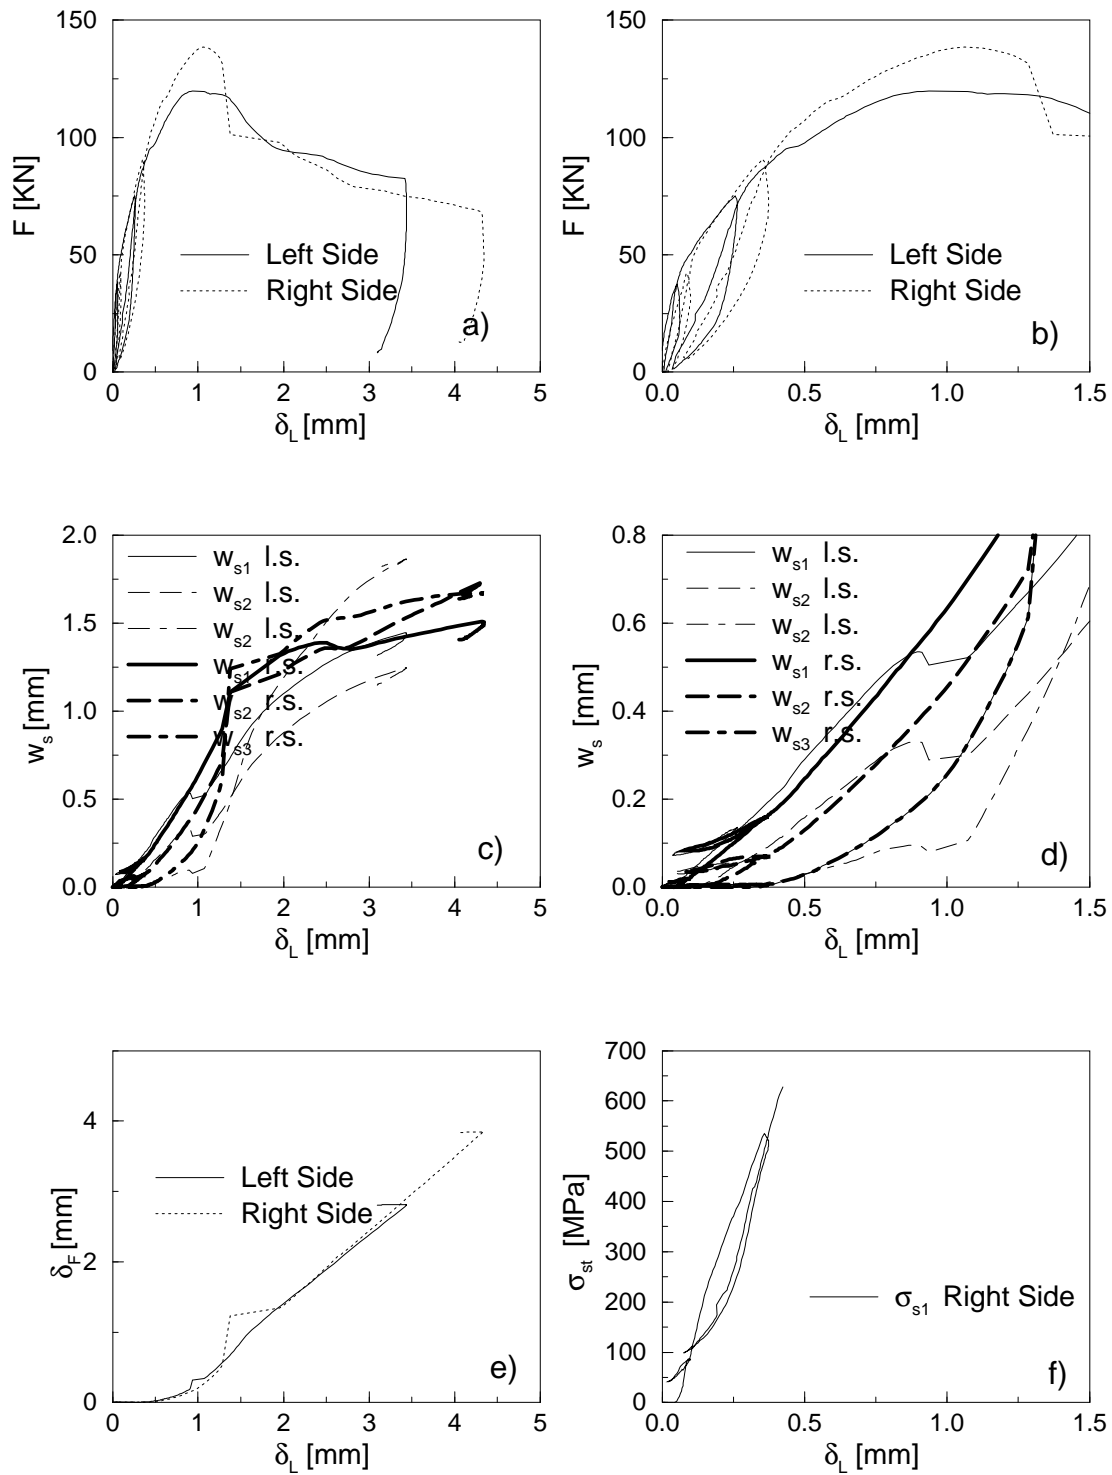 150
100
50
0
F [KN]
Left Side
Right Side
a)
0 1 2 3 4 5
δL [mm]
150
100
50
0
F [KN]
Left Side
Right Side
b)
0.0 0.5 1.0 1.5
δL [mm]
2.0
1.5
1.0
0.5
0.0
ws [mm]
ws1 l.s.
ws2 l.s.
ws2 l.s.
ws1 r.s.
ws2 r.s.
ws3 r.s.
c)
0 1 2 3 4 5
δL [mm]
0.8
0.6
0.4
0.2
0.0
ws [mm]
ws1 l.s.
ws2 l.s.
ws2 l.s.
ws1 r.s.
ws2 r.s.
ws3 r.s.
d)
0.0 0.5 1.0 1.5
δL [mm]
4
2
0
δF [mm]
Left Side
Right Side
e)
0 1 2 3 4 5
δL [mm]
700
600
500
400
300
200
100
0
σst [MPa]
σs1 Right Side
f)
0.0 0.5 1.0 1.5
δL [mm]